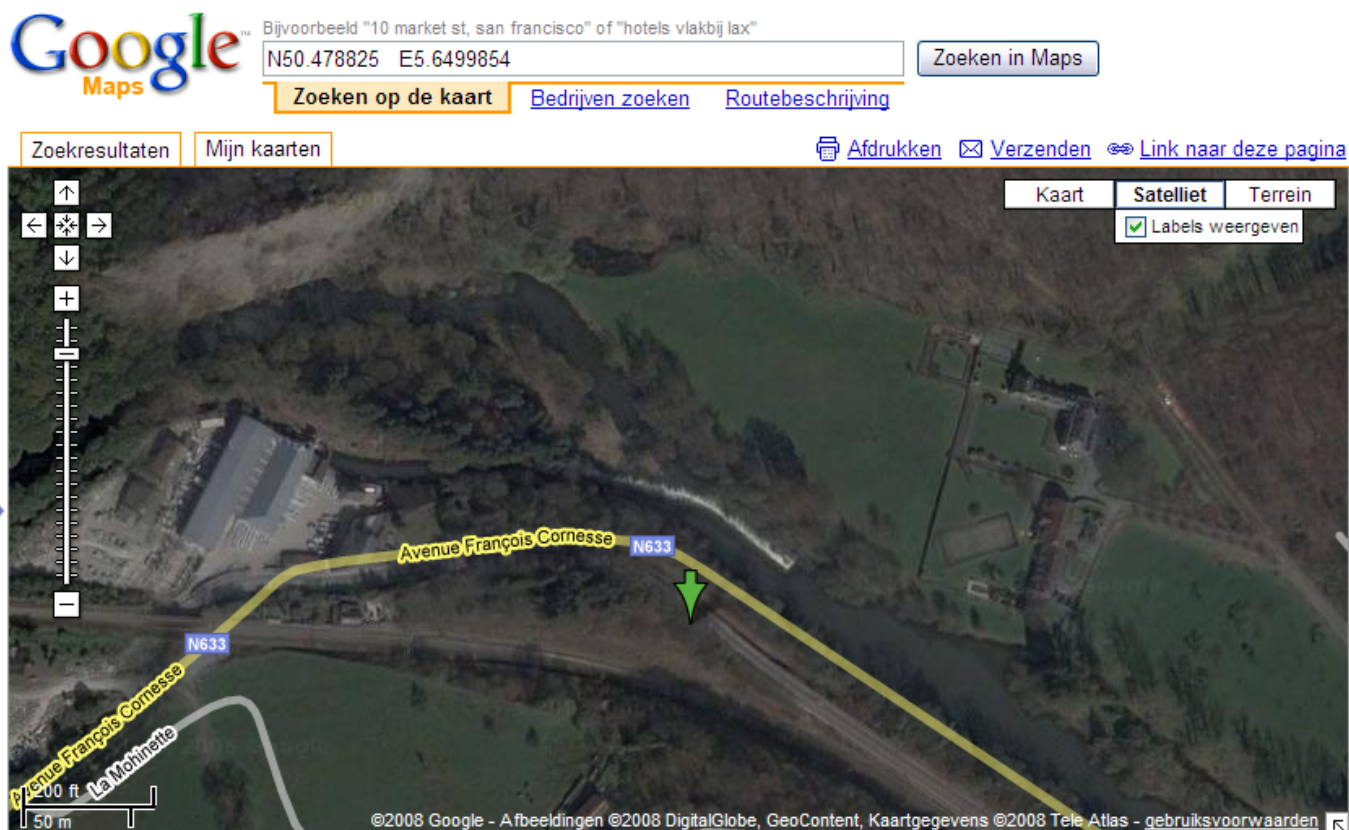 Google™
Maps
Bijvoorbeeld "10 market st, san francisco" of "hotels vlakbij lax"
N50.478825 E5.6499854
Zoeken in Maps
Zoeken op de kaart Bedrijven zoeken Routebeschrijving
Zoekresultaten Mijn kaarten Afdrukken Verzenden Link naar deze pagina
Kaart Satelliet Terrein
Labels weergeven
Avenue François Cornesse N633
N633
Avenue François Cornesse
La Mohinette
200 ft
50 m
©2008 Google - Afbeeldingen ©2008 DigitalGlobe, GeoContent, Kaartgegevens ©2008 Tele Atlas - gebruiksvoorwaarden